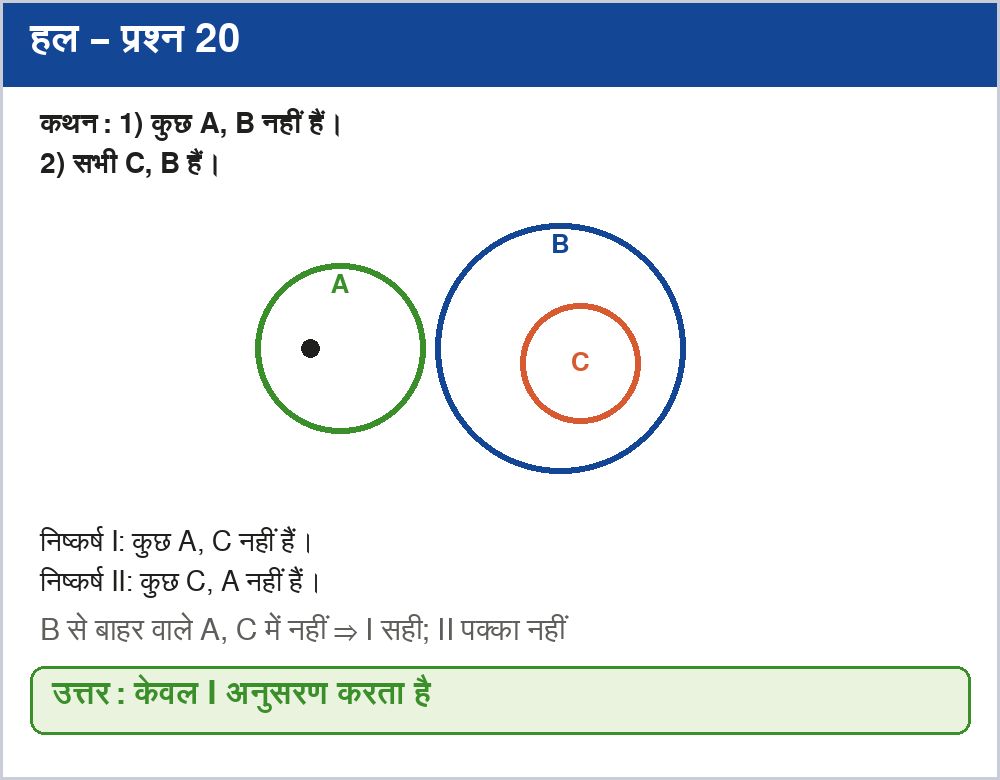 हल – प्रश्न 20
कथन : 1) कुछ A, B नहीं हैं।
2) सभी C, B हैं।
B
A
C
निष्कर्ष I: कुछ A, C नहीं हैं।
निष्कर्ष II: कुछ C, A नहीं हैं।
B से बाहर वाले A, C में नहीं ⇒ I सही; II पक्का नहीं
उत्तर : केवल I अनुसरण करता है